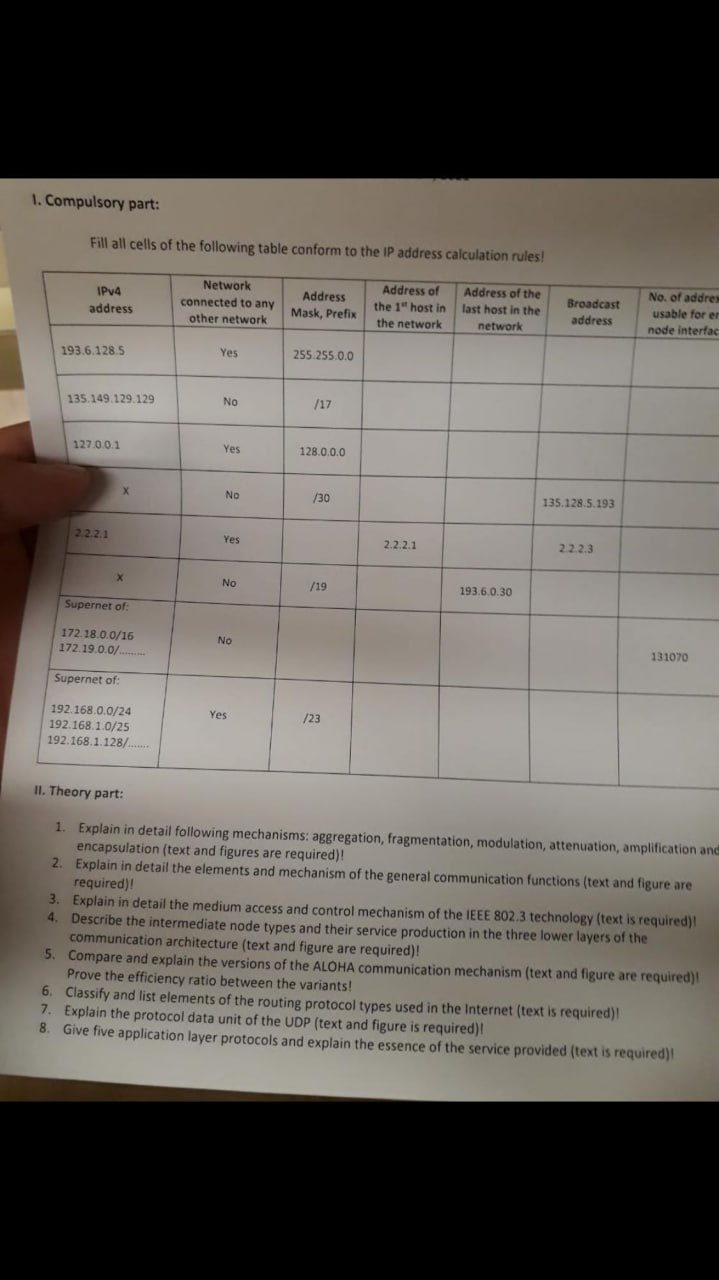 I. Compulsory part:
Fill all cells of the following table conform to the IP address calculation rules!
IPv4 address
Network connected to any other network
Address Mask, Prefix
Address of the 1st host in the network
Address of the last host in the network
Broadcast address
No. of addres
usable for en
node interfac
193.6.128.5 Yes 255.255.0.0
135.149.129.129 No /17
127.0.0.1 Yes 128.0.0.0
X No /30 135.128.5.193
2.2.2.1 Yes 2.2.2.1 2.2.2.3
X No /19 193.6.0.30
Supernet of:
172.18.0.0/16
172.19.0.0/.........
No 131070
Supernet of:
192.168.0.0/24
192.168.1.0/25
192.168.1.128/.......
Yes /23
II. Theory part:
1. Explain in detail following mechanisms: aggregation, fragmentation, modulation, attenuation, amplification and
encapsulation (text and figures are required)!
2. Explain in detail the elements and mechanism of the general communication functions (text and figure are
required)!
3. Explain in detail the medium access and control mechanism of the IEEE 802.3 technology (text is required)!
4. Describe the intermediate node types and their service production in the three lower layers of the
communication architecture (text and figure are required)!
5. Compare and explain the versions of the ALOHA communication mechanism (text and figure are required)!
Prove the efficiency ratio between the variants!
6. Classify and list elements of the routing protocol types used in the Internet (text is required)!
7. Explain the protocol data unit of the UDP (text and figure is required)!
8. Give five application layer protocols and explain the essence of the service provided (text is required)!